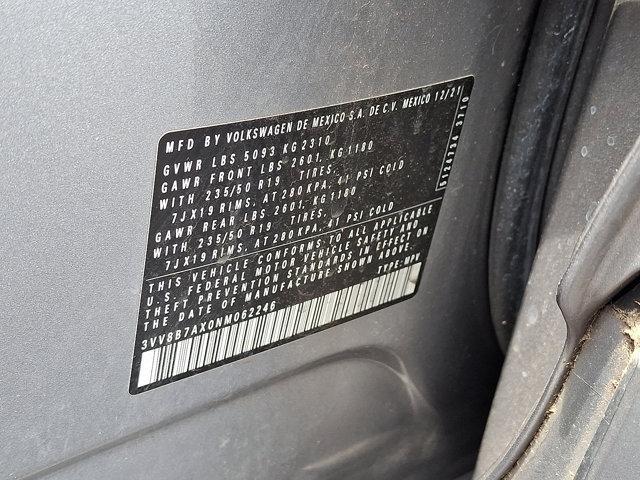 MFD BY VOLKSWAGEN DE MEXICO S.A. DE C.V. MEXICO 12/21
GVWR LBS 5093 KG 2310
GAWR FRONT LBS 2601, KG 1180
WITH 235/50 R19 TIRES,
7JX19 RIMS, AT 280 KPA, 41 PSI COLD
GAWR REAR LBS 2601, KG 1180
WITH 235/50 R19 TIRES,
7JX19 RIMS, AT 280 KPA, 41 PSI COLD
THIS VEHICLE CONFORMS TO ALL APPLICABLE
U.S. FEDERAL MOTOR VEHICLE SAFETY AND
THEFT PREVENTION STANDARDS IN EFFECT ON
THE DATE OF MANUFACTURE SHOWN ABOVE.
3VV8B7AX0NM062246 TYPE: MPV